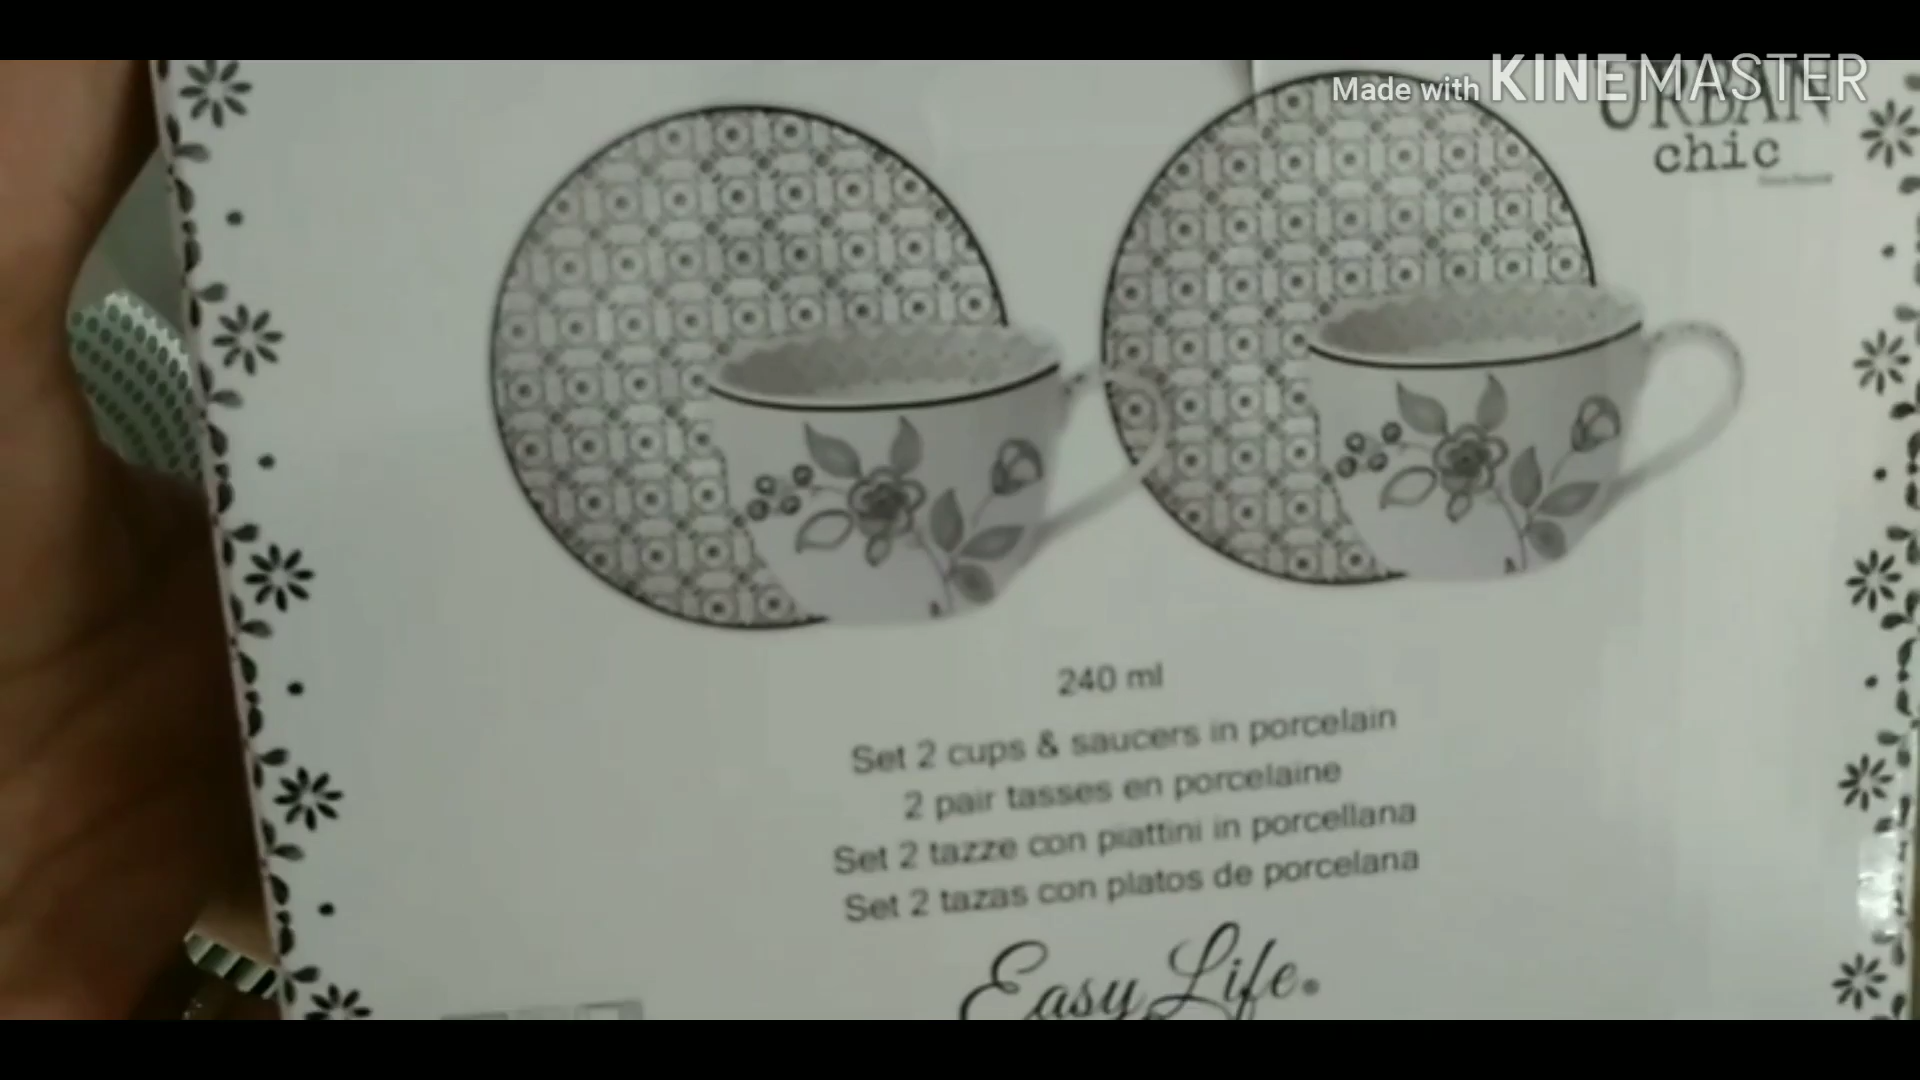 Made with KINEMASTER
URBAN
chic
240 ml
Set 2 cups & saucers in porcelain
2 pair tasses en porcelaine
Set 2 tazze con piattini in porcellana
Set 2 tazas con platos de porcelana
Easy Life®